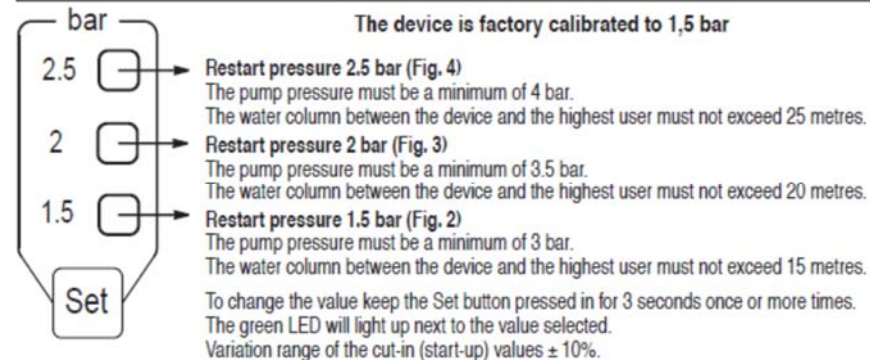 The device is factory calibrated to 1,5 bar
bar
2.5
Restart pressure 2.5 bar (Fig. 4)
The pump pressure must be a minimum of 4 bar.
The water column between the device and the highest user must not exceed 25 metres.
2
Restart pressure 2 bar (Fig. 3)
The pump pressure must be a minimum of 3.5 bar.
The water column between the device and the highest user must not exceed 20 metres.
1.5
Restart pressure 1.5 bar (Fig. 2)
The pump pressure must be a minimum of 3 bar.
The water column between the device and the highest user must not exceed 15 metres.
Set
To change the value keep the Set button pressed in for 3 seconds once or more times.
The green LED will light up next to the value selected.
Variation range of the cut-in (start-up) values ± 10%.